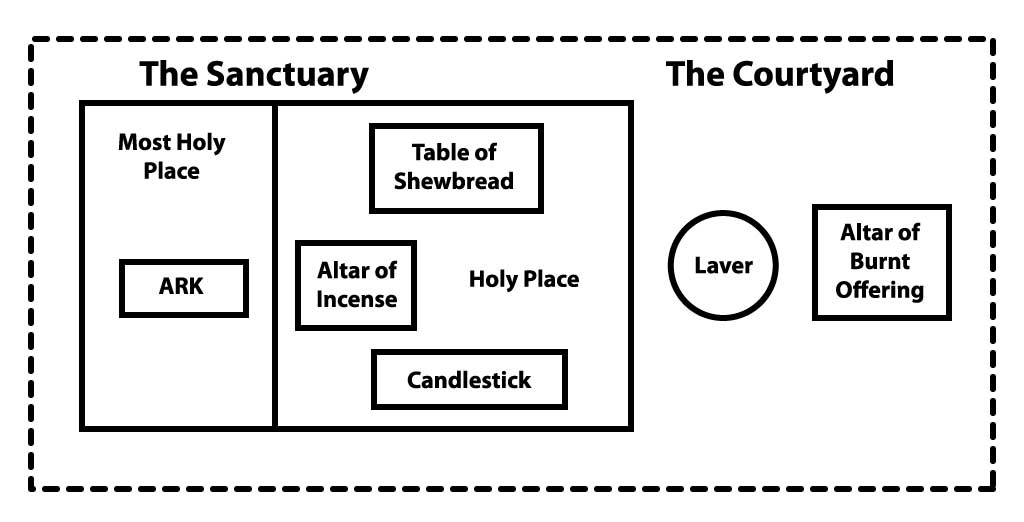 The Sanctuary
The Courtyard
Most Holy
Place
ARK
Table of
Shewbread
Altar of
Incense
Holy Place
Candlestick
Laver
Altar of
Burnt
Offering